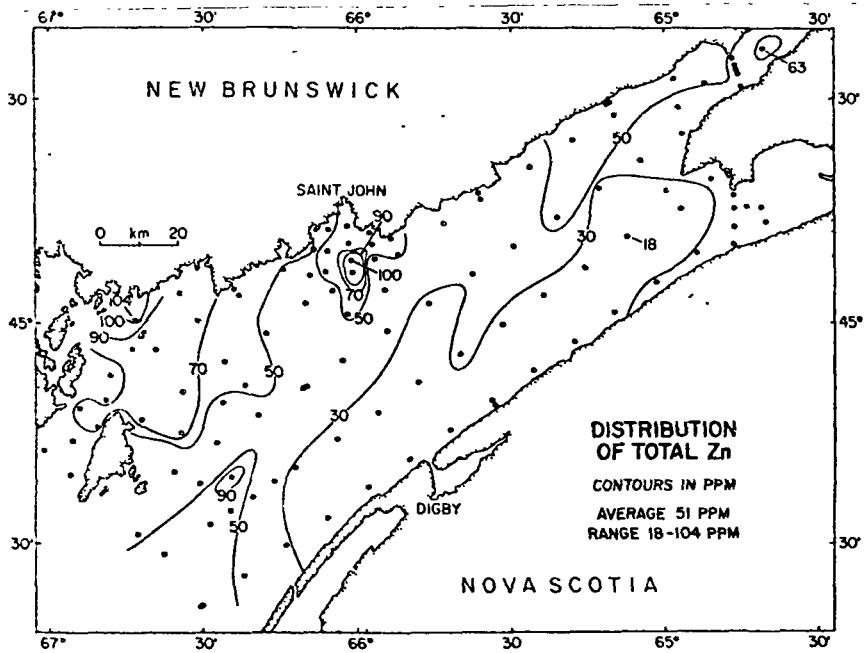 67° 30' 66° 30' 65° 30'
63
NEW BRUNSWICK
30' 30'
50
SAINT JOHN
90
0 km 20
30
18
100
104
70
100
50
45° 45°
90
70
50
30
DISTRIBUTION
OF TOTAL Zn
90
CONTOURS IN PPM
50
DIGBY
AVERAGE 51 PPM
RANGE 18-104 PPM
30' 30'
NOVA SCOTIA
67° 30' 66° 30' 65° 30'